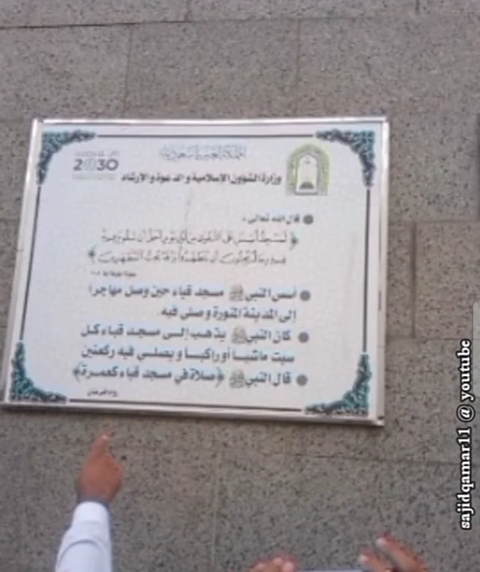 المملكة العربية السعودية
2030
وزارة الشؤون الإسلامية والدعوة والإرشاد
قال الله تعالى :
﴿ لَمَسْجِدٌ أُسِّسَ عَلَى التَّقْوَىٰ مِنْ أَوَّلِ يَوْمٍ أَحَقُّ أَن تَقُومَ فِيهِ
فِيهِ رِجَالٌ يُحِبُّونَ أَن يَتَطَهَّرُوا وَاللَّهُ يُحِبُّ الْمُطَّهِّرِينَ ﴾
أسس النبي ﷺ مسجد قباء حين وصل مهاجرا
إلى المدينة المنورة وصلى فيه.
كان النبي ﷺ يذهب إلى مسجد قباء كل
سبت ماشيا أو راكبا و يصلي فيه ركعتين
قال النبي ﷺ ﴿صلاة في مسجد قباء كعمرة﴾
sajidqamar11 @ youtube